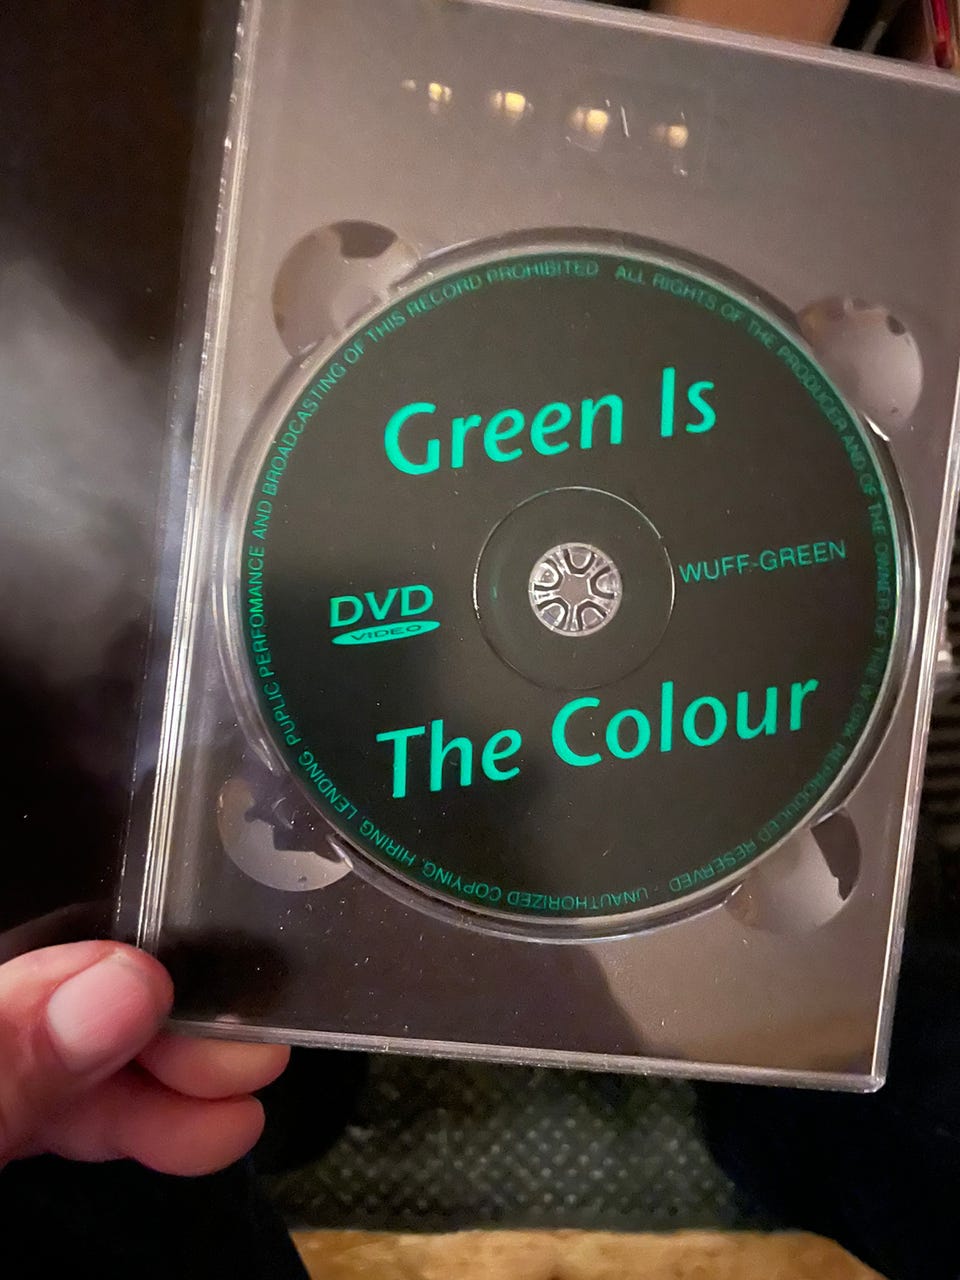 Green Is
DVD
VIDEO
WUFF-GREEN
The Colour
ALL RIGHTS OF THE PRODUCER AND OF THE OWNER OF THE WORK REPRODUCED RESERVED - UNAUTHORIZED COPYING, HIRING, LENDING, PUPLIC PERFOMANCE AND BROADCASTING OF THIS RECORD PROHIBITED